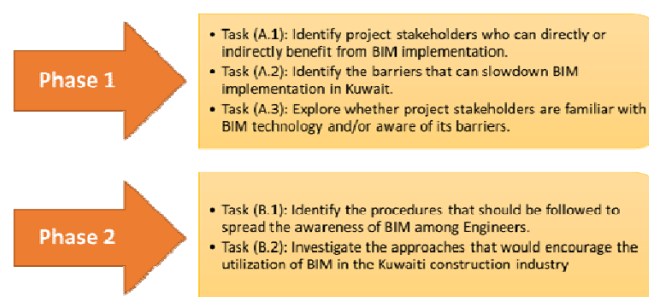 Phase 1
• Task (A.1): Identify project stakeholders who can directly or
indirectly benefit from BIM implementation.
• Task (A.2): Identify the barriers that can slowdown BIM
implementation in Kuwait.
• Task (A.3): Explore whether project stakeholders are familiar with
BIM technology and/or aware of its barriers.
Phase 2
• Task (B.1): Identify the procedures that should be followed to
spread the awareness of BIM among Engineers.
• Task (B.2): Investigate the approaches that would encourage the
utilization of BIM in the Kuwaiti construction industry